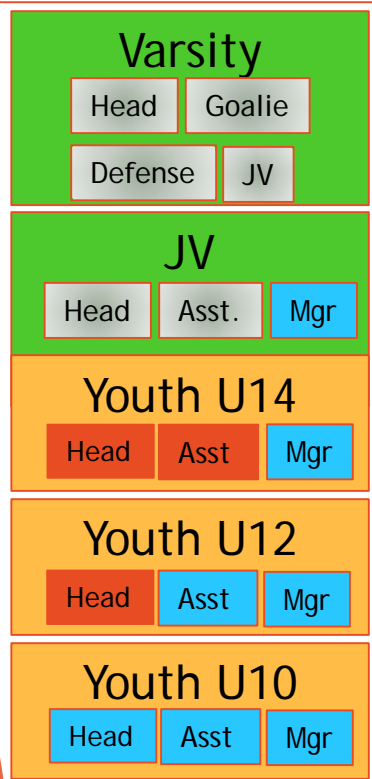 Varsity
Head Goalie
Defense JV
JV
Head Asst. Mgr
Youth U14
Head Asst Mgr
Youth U12
Head Asst Mgr
Youth U10
Head Asst Mgr